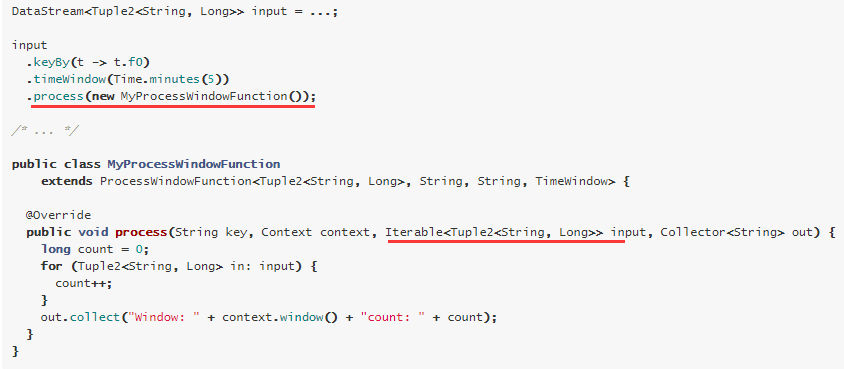 DataStream<Tuple2<String, Long>> input = ...;
input
.keyBy(t -> t.f0)
.timeWindow(Time.minutes(5))
.process(new MyProcessWindowFunction());
/* ... */
public class MyProcessWindowFunction
extends ProcessWindowFunction<Tuple2<String, Long>, String, String, TimeWindow> {
@Override
public void process(String key, Context context, Iterable<Tuple2<String, Long>> input, Collector<String> out) {
long count = 0;
for (Tuple2<String, Long> in: input) {
count++;
}
out.collect("Window: " + context.window() + "count: " + count);
}
}